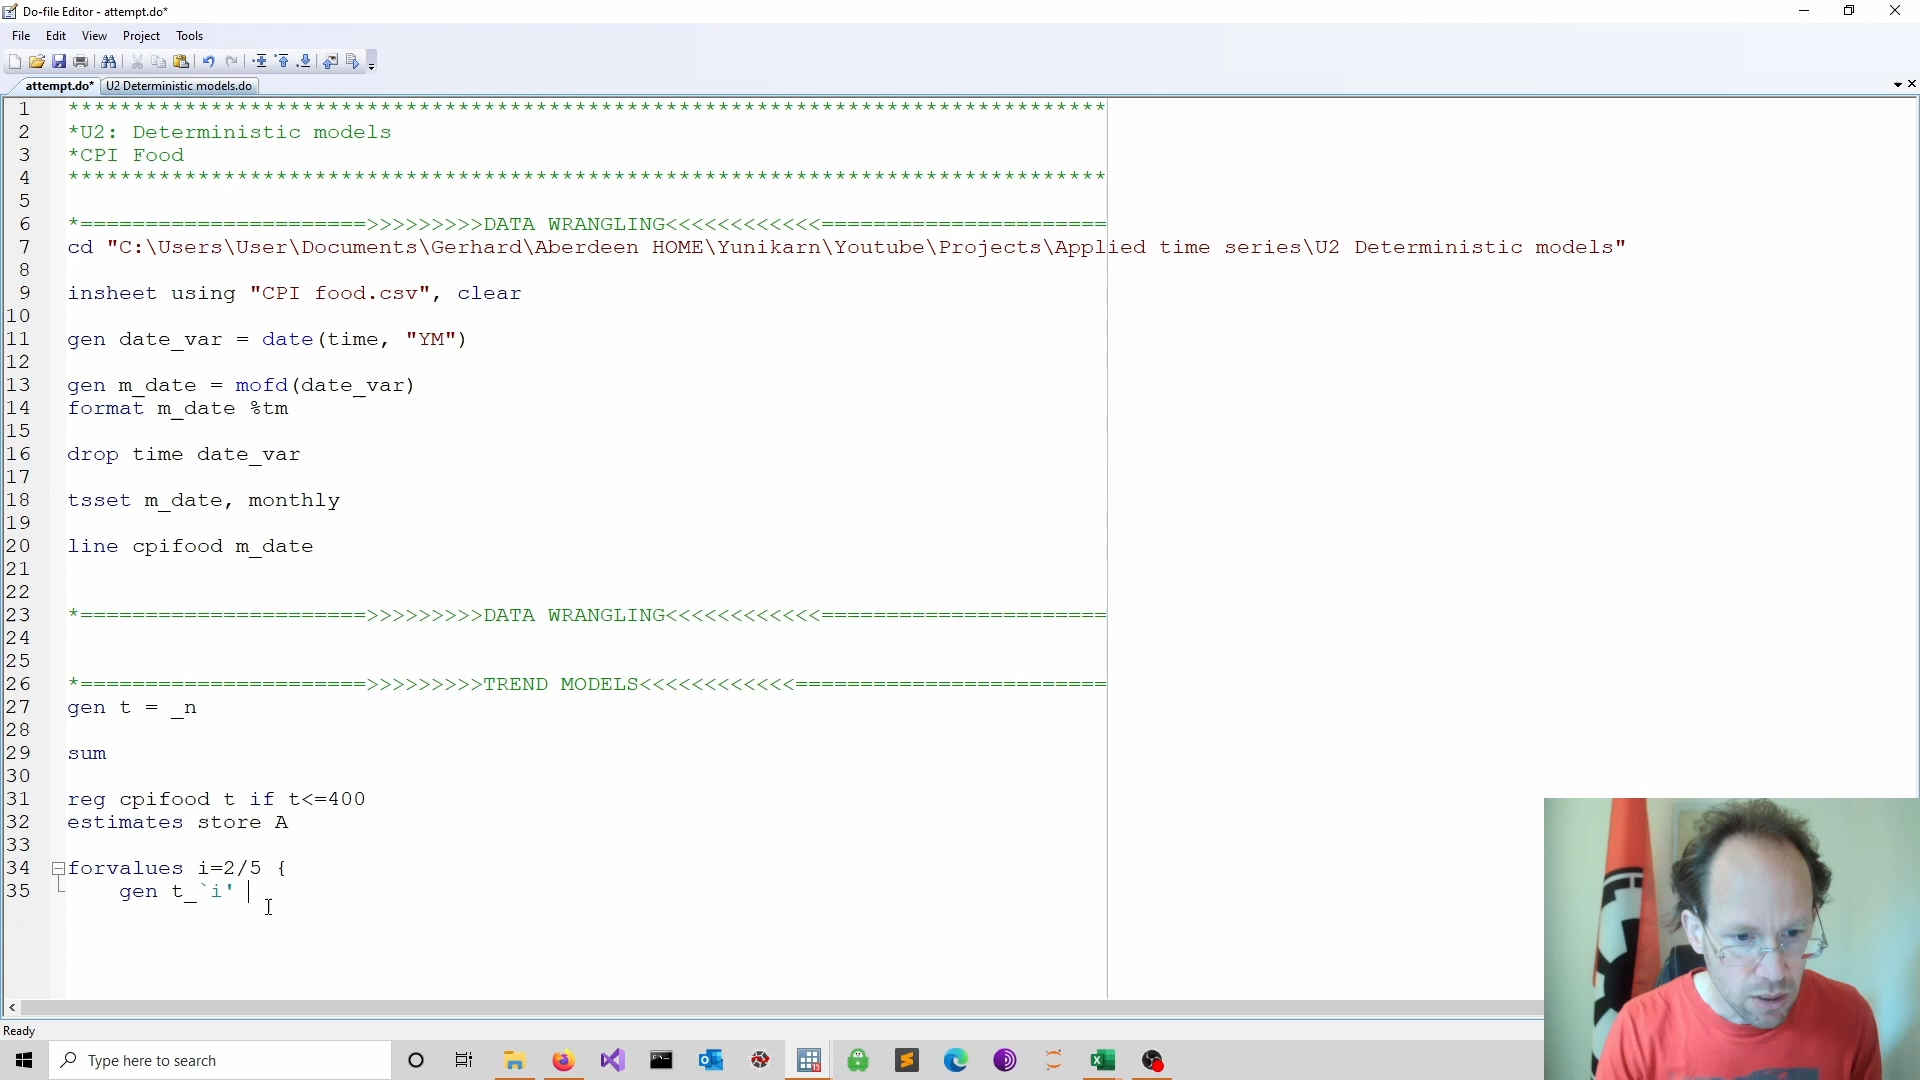 Do-file Editor - attempt.do*
File Edit View Project Tools
attempt.do* U2 Deterministic models.do
1 ********************************************************************************
2 *U2: Deterministic models
3 *CPI Food
4 ********************************************************************************
5
6 *======================>>>>>>>>>DATA WRANGLING<<<<<<<<<<<<======================
7 cd "C:\Users\User\Documents\Gerhard\Aberdeen HOME\Yunikarn\Youtube\Projects\Applied time series\U2 Deterministic models"
8
9 insheet using "CPI food.csv", clear
10
11 gen date_var = date(time, "YM")
12
13 gen m_date = mofd(date_var)
14 format m_date %tm
15
16 drop time date_var
17
18 tsset m_date, monthly
19
20 line cpifood m_date
21
22
23 *======================>>>>>>>>>DATA WRANGLING<<<<<<<<<<<<======================
24
25
26 *======================>>>>>>>>>TREND MODELS<<<<<<<<<<<<========================
27 gen t = _n
28
29 sum
30
31 reg cpifood t if t<=400
32 estimates store A
33
34 forvalues i=2/5 {
35 gen t_`i'
Ready
Type here to search